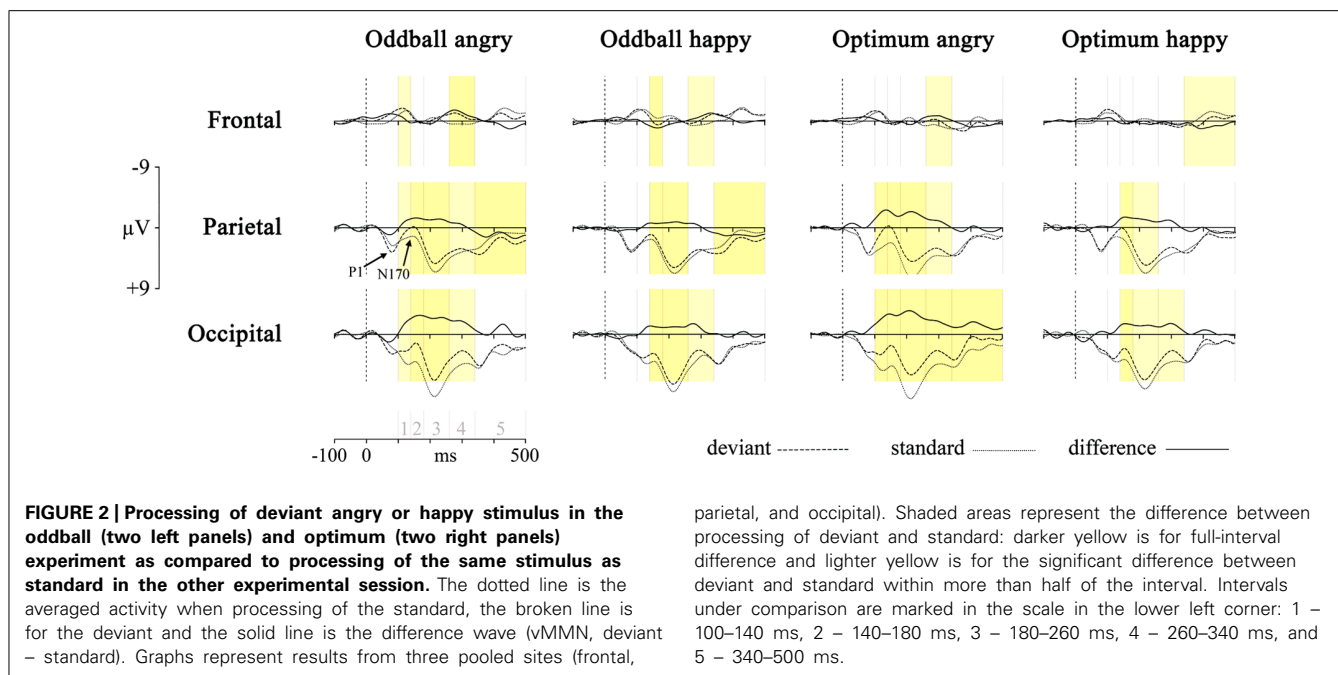 Oddball angry Oddball happy Optimum angry Optimum happy
Frontal
-9
µV
Parietal
P1
N170
+9
Occipital
1 2 3 4 5
-100 0 ms 500
deviant standard difference
FIGURE 2 | Processing of deviant angry or happy stimulus in the
oddball (two left panels) and optimum (two right panels)
experiment as compared to processing of the same stimulus as
standard in the other experimental session. The dotted line is the
averaged activity when processing of the standard, the broken line is
for the deviant and the solid line is the difference wave (vMMN, deviant
– standard). Graphs represent results from three pooled sites (frontal,
parietal, and occipital). Shaded areas represent the difference between
processing of deviant and standard: darker yellow is for full-interval
difference and lighter yellow is for the significant difference between
deviant and standard within more than half of the interval. Intervals
under comparison are marked in the scale in the lower left corner: 1 –
100–140 ms, 2 – 140–180 ms, 3 – 180–260 ms, 4 – 260–340 ms, and
5 – 340–500 ms.